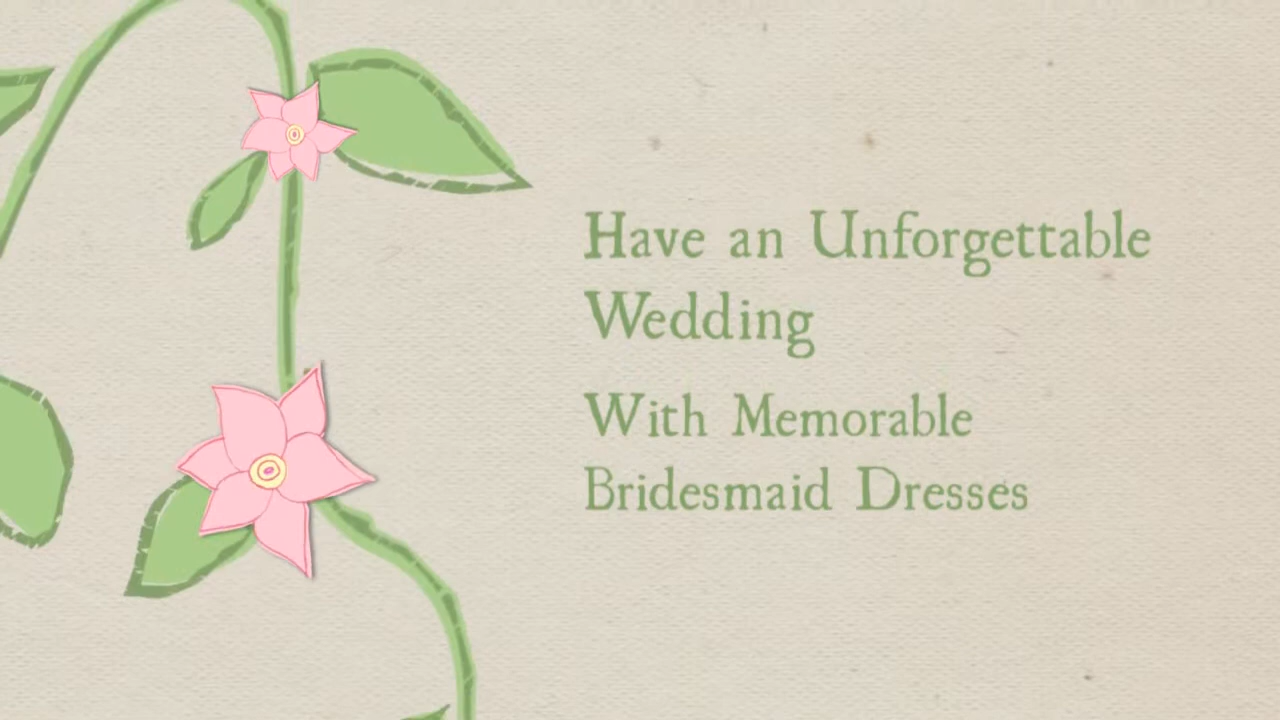 Have an Unforgettable
Wedding
With Memorable
Bridesmaid Dresses